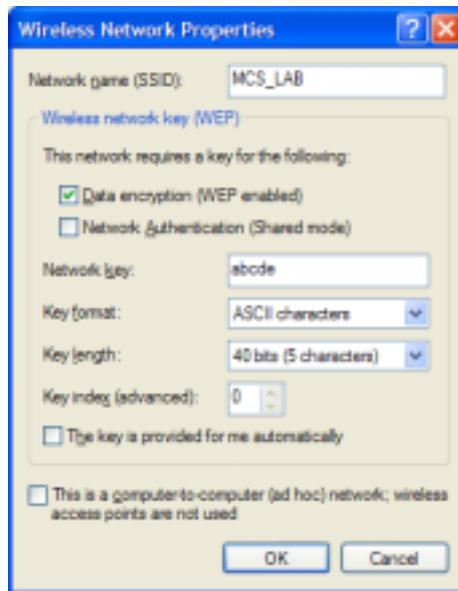 Wireless Network Properties
Network name (SSID): MCS_LAB
Wireless network key (WEP)
This network requires a key for the following:
Data encryption (WEP enabled)
Network Authentication (Shared mode)
Network key: abcde
Key format: ASCII characters
Key length: 40 bits (5 characters)
Key index (advanced): 0
The key is provided for me automatically
This is a computer-to-computer (ad hoc) network; wireless
access points are not used
OK Cancel